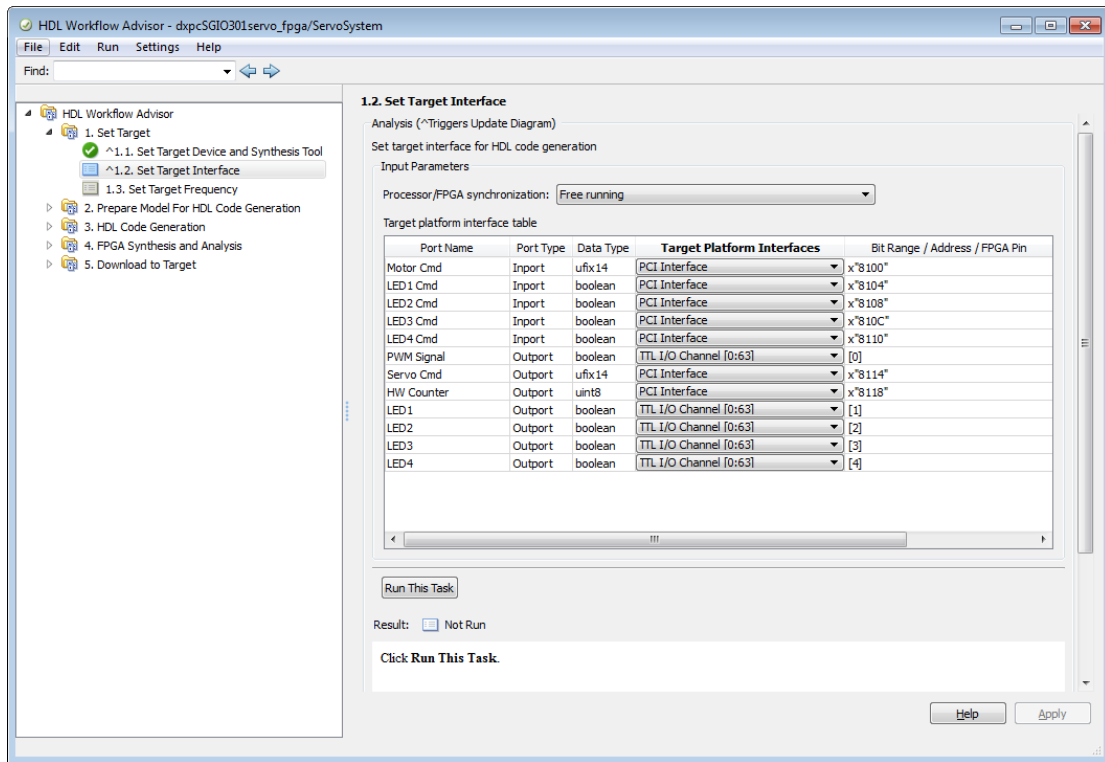 HDL Workflow Advisor - dxpcSGIO301servo_fpga/ServoSystem
File Edit Run Settings Help
Find:
HDL Workflow Advisor
1. Set Target
^1.1. Set Target Device and Synthesis Tool
^1.2. Set Target Interface
1.3. Set Target Frequency
2. Prepare Model For HDL Code Generation
3. HDL Code Generation
4. FPGA Synthesis and Analysis
5. Download to Target
1.2. Set Target Interface
Analysis (^Triggers Update Diagram)
Set target interface for HDL code generation
Input Parameters
Processor/FPGA synchronization: Free running
Target platform interface table
Port Name Port Type Data Type Target Platform Interfaces Bit Range / Address / FPGA Pin
Motor Cmd Inport ufix14 PCI Interface x"8100"
LED1 Cmd Inport boolean PCI Interface x"8104"
LED2 Cmd Inport boolean PCI Interface x"8108"
LED3 Cmd Inport boolean PCI Interface x"810C"
LED4 Cmd Inport boolean PCI Interface x"8110"
PWM Signal Outport boolean TTL I/O Channel [0:63] [0]
Servo Cmd Outport ufix14 PCI Interface x"8114"
HW Counter Outport uint8 PCI Interface x"8118"
LED1 Outport boolean TTL I/O Channel [0:63] [1]
LED2 Outport boolean TTL I/O Channel [0:63] [2]
LED3 Outport boolean TTL I/O Channel [0:63] [3]
LED4 Outport boolean TTL I/O Channel [0:63] [4]
Run This Task
Result: Not Run
Click Run This Task.
Help Apply